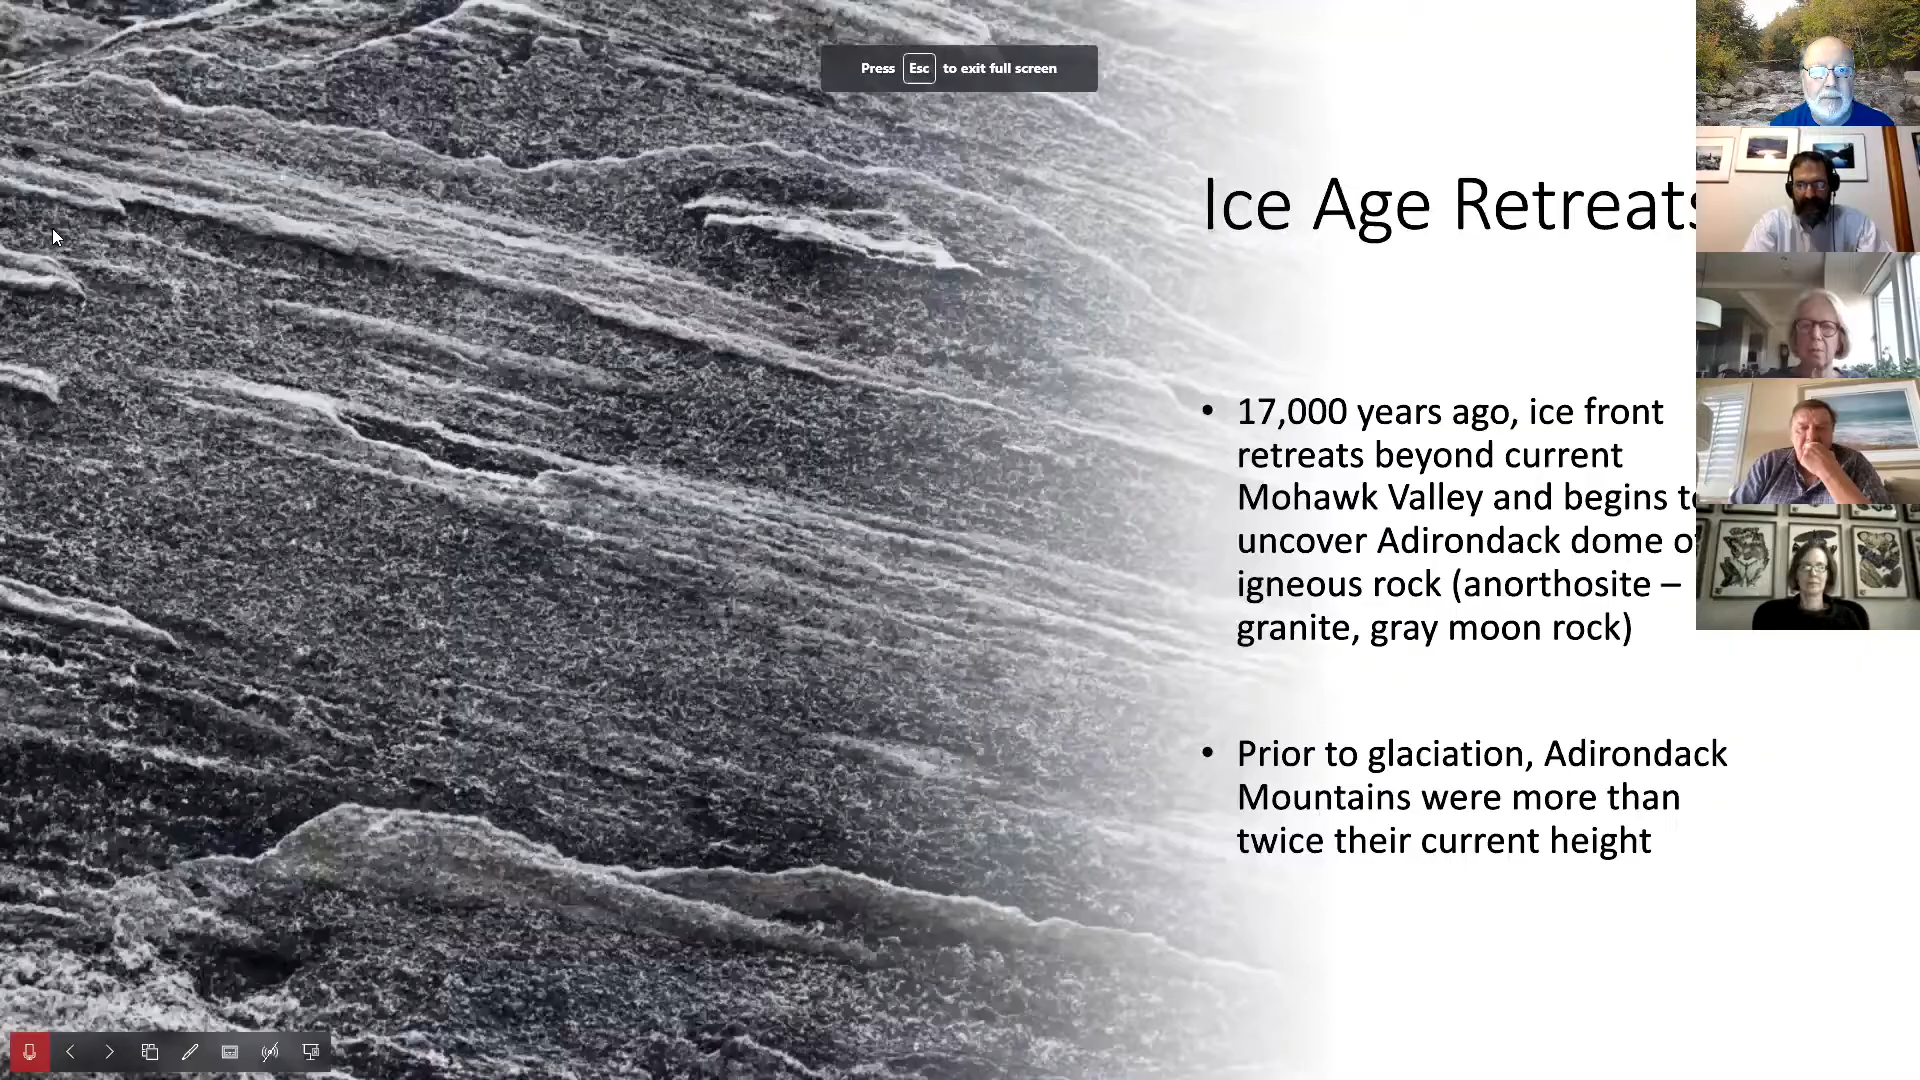 Press Esc to exit full screen
Ice Age Retreats
• 17,000 years ago, ice front
retreats beyond current
Mohawk Valley and begins to
uncover Adirondack dome of
igneous rock (anorthosite –
granite, gray moon rock)
• Prior to glaciation, Adirondack
Mountains were more than
twice their current height